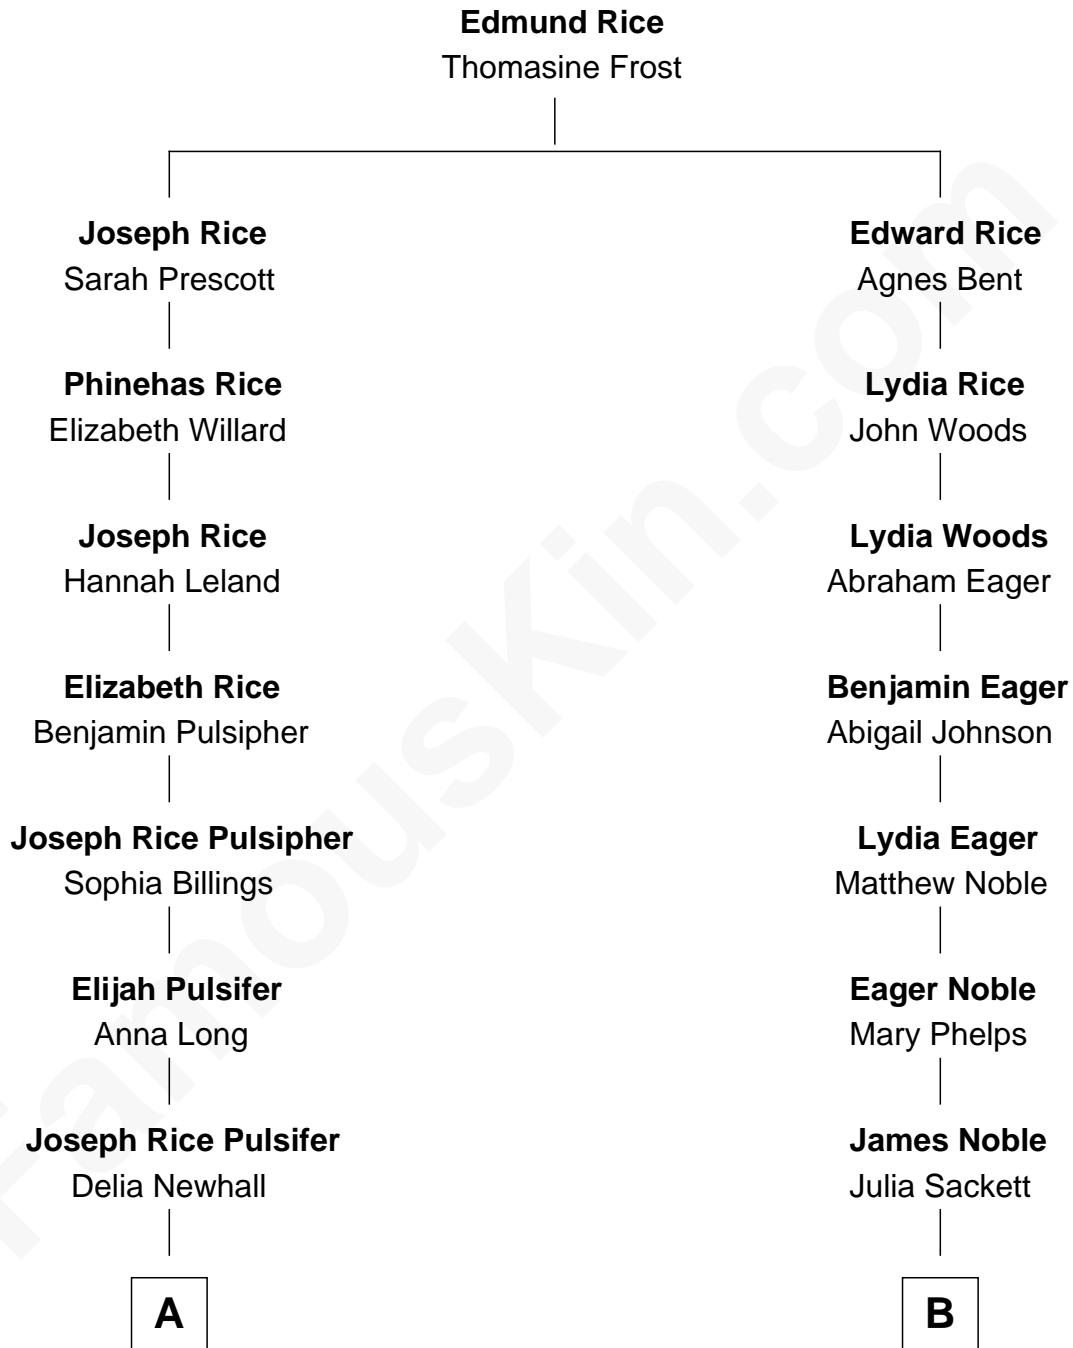 Edmund Rice
Thomasine Frost
Joseph Rice
Sarah Prescott
Edward Rice
Agnes Bent
Phinehas Rice
Elizabeth Willard
Lydia Rice
John Woods
Joseph Rice
Hannah Leland
Lydia Woods
Abraham Eager
Elizabeth Rice
Benjamin Pulsipher
Benjamin Eager
Abigail Johnson
Joseph Rice Pulsipher
Sophia Billings
Lydia Eager
Matthew Noble
Elijah Pulsifer
Anna Long
Eager Noble
Mary Phelps
Joseph Rice Pulsifer
Delia Newhall
James Noble
Julia Sackett
A
B
FamousKin.com